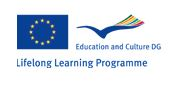 Education and Culture DG
Lifelong Learning Programme